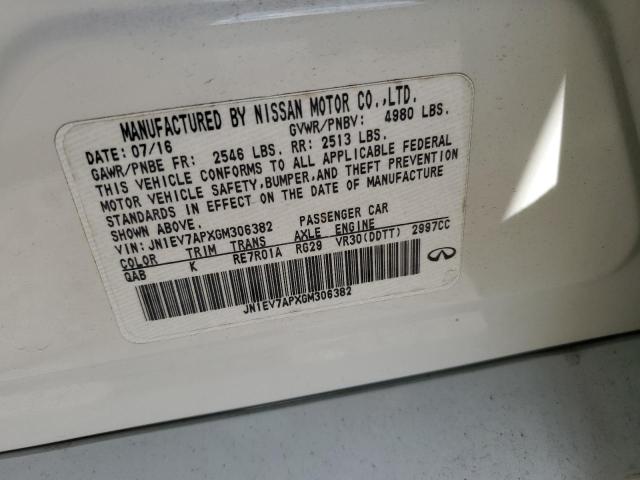 MANUFACTURED BY NISSAN MOTOR CO.,LTD.
DATE: 07/16 GVWR/PNBV: 4980 LBS.
GAWR/PNBE FR: 2546 LBS. RR: 2513 LBS.
THIS VEHICLE CONFORMS TO ALL APPLICABLE FEDERAL
MOTOR VEHICLE SAFETY,BUMPER,AND THEFT PREVENTION
STANDARDS IN EFFECT ON THE DATE OF MANUFACTURE
SHOWN ABOVE.
VIN: JN1EV7APXGM306382 PASSENGER CAR
COLOR TRIM TRANS AXLE ENGINE
QAB K RE7R01A RG29 VR30(DDTT) 2997CC
JN1EV7APXGM306382